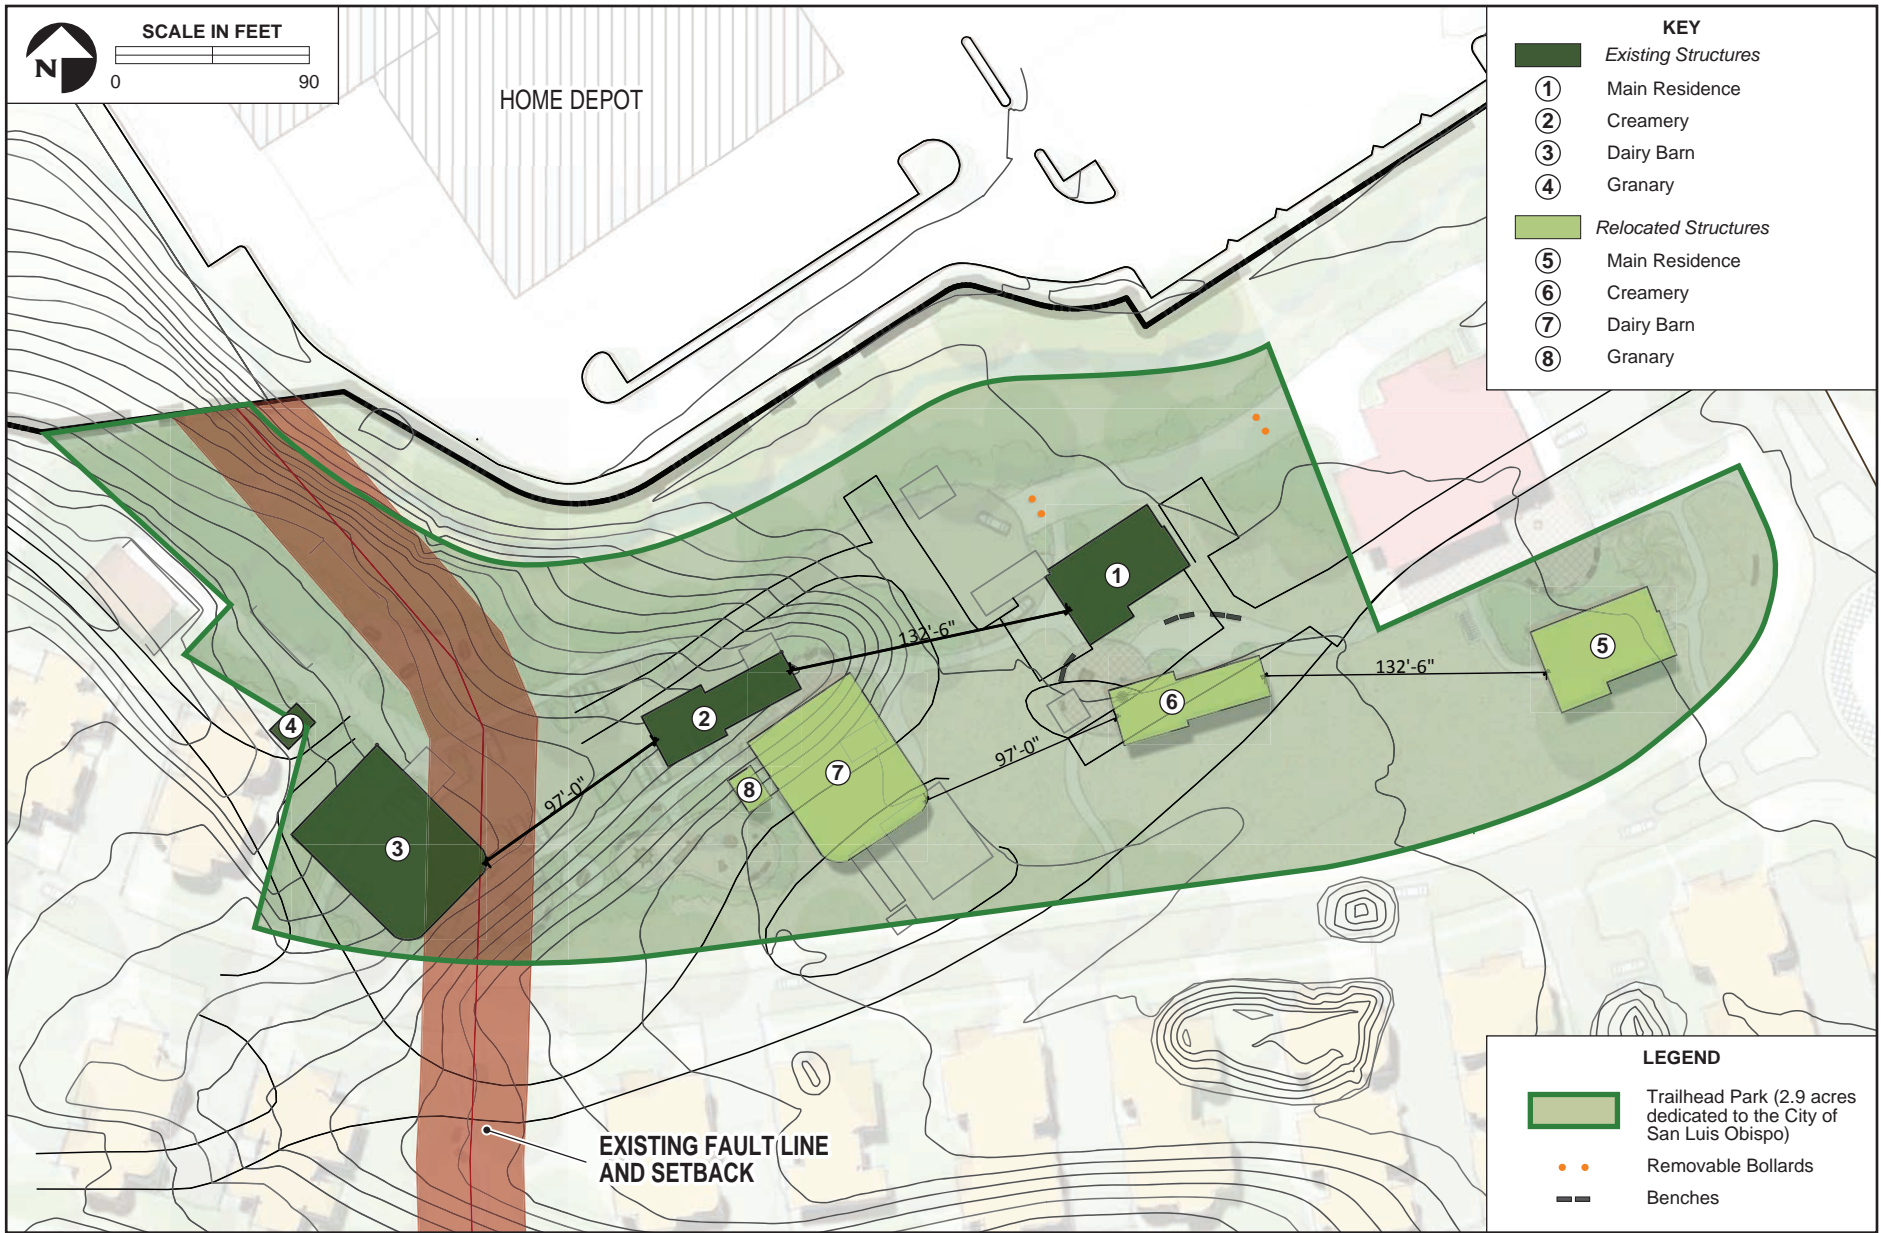 SCALE IN FEET
N
0 90
HOME DEPOT
KEY
Existing Structures
1 Main Residence
2 Creamery
3 Dairy Barn
4 Granary
Relocated Structures
5 Main Residence
6 Creamery
7 Dairy Barn
8 Granary
1
132'-6"
5
132'-6"
6
2
4
97'-0"
7
8
97'-0"
3
EXISTING FAULT LINE
AND SETBACK
LEGEND
Trailhead Park (2.9 acres
dedicated to the City of
San Luis Obispo)
Removable Bollards
Benches